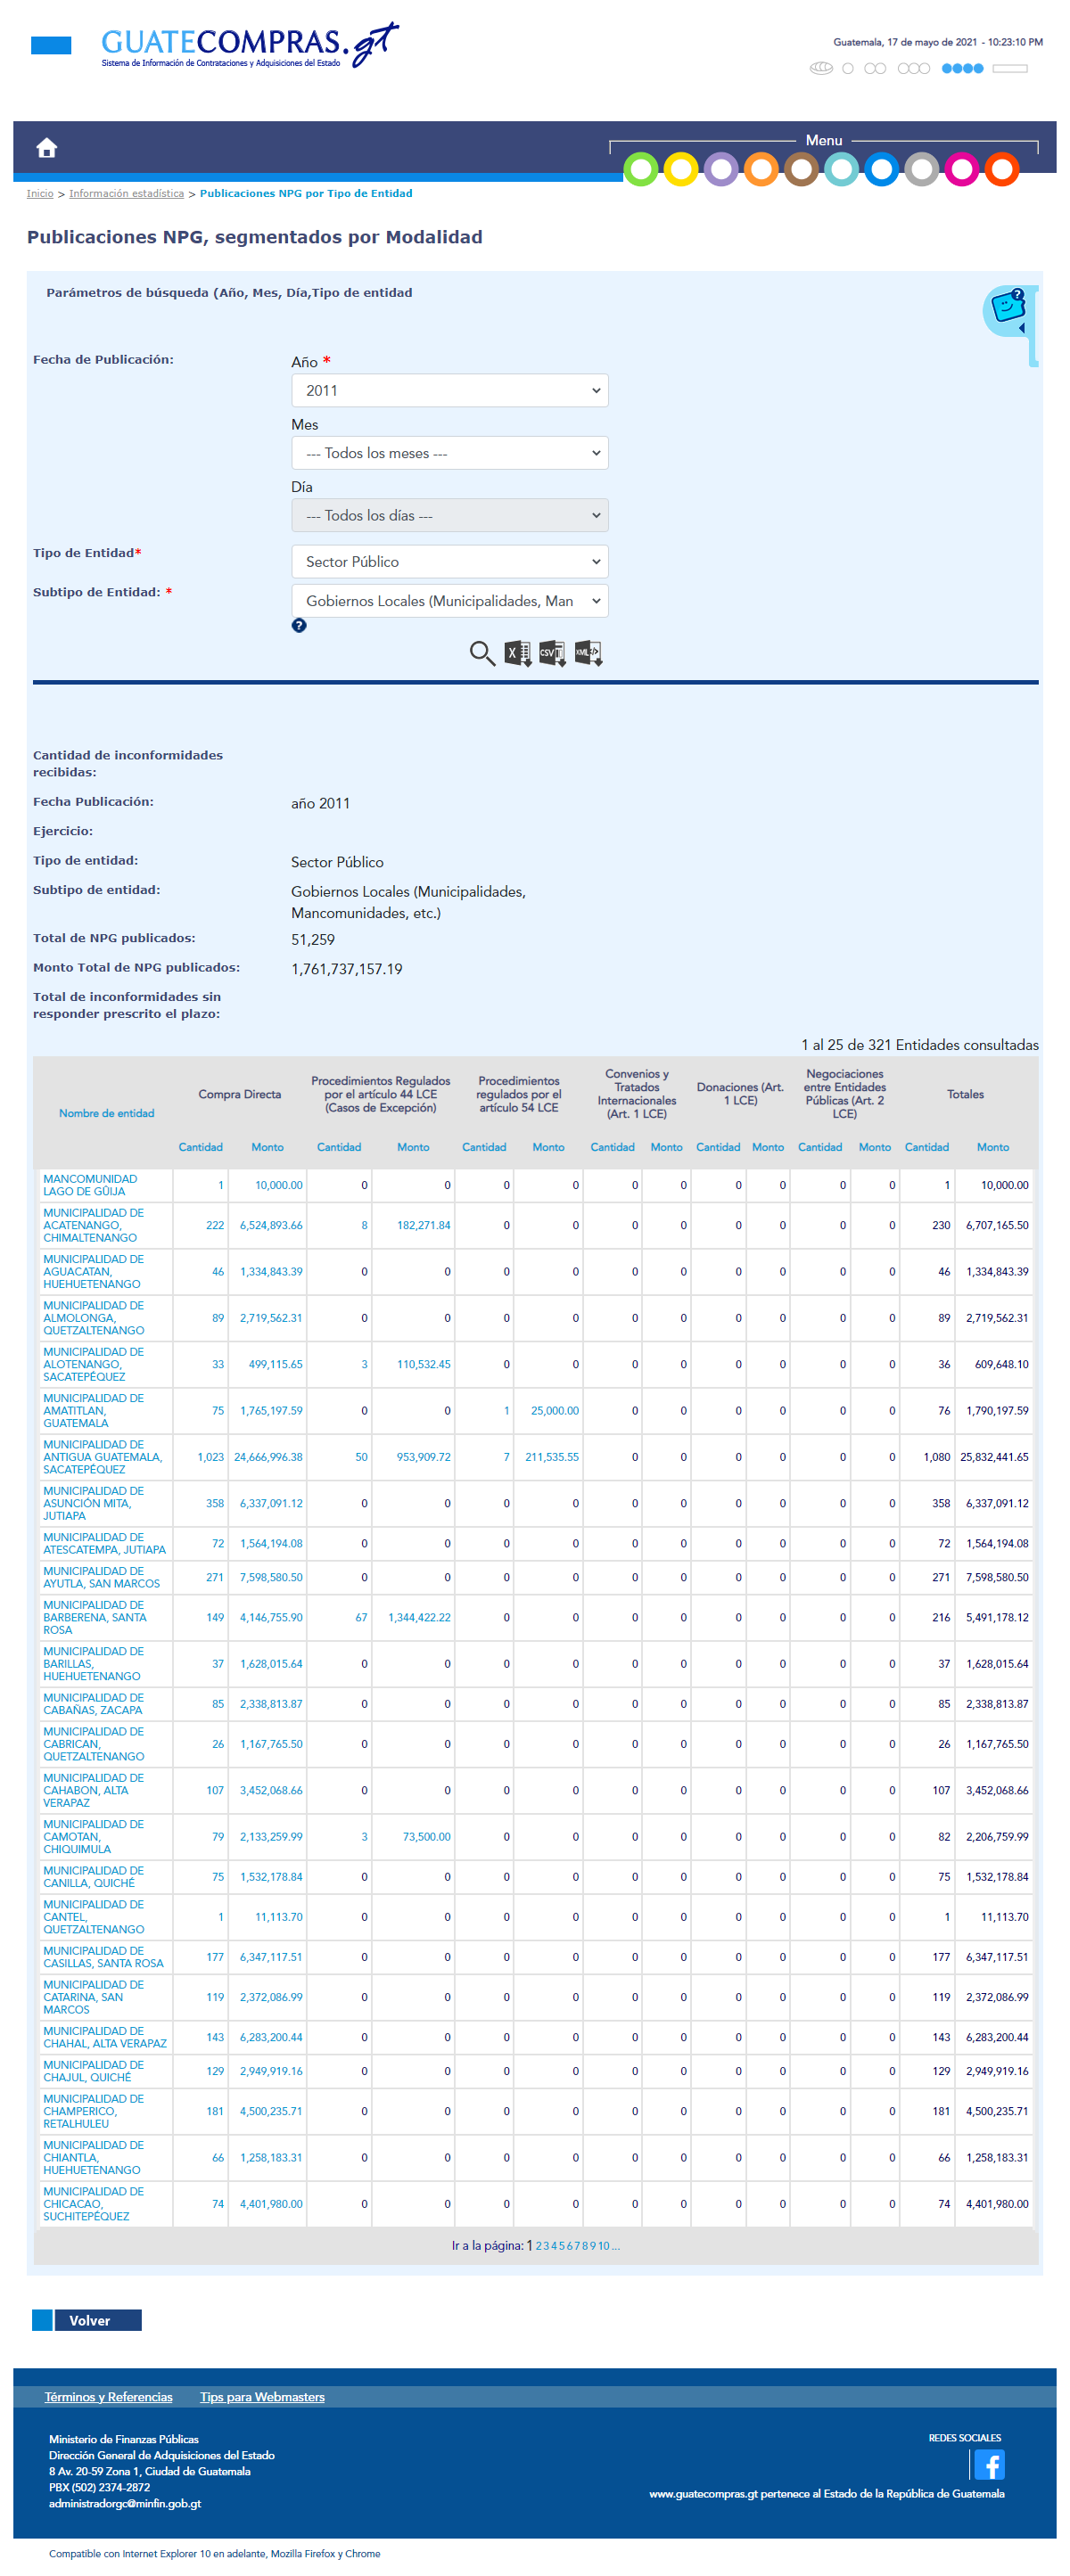 GUATECOMPRAS.gt
Sistema de Información de Contrataciones y Adquisiciones del Estado
Guatemala, 17 de mayo de 2021 - 10:23:10 PM
Menu
Inicio > Información estadística > Publicaciones NPG por Tipo de Entidad
Publicaciones NPG, segmentados por Modalidad
Parámetros de búsqueda (Año, Mes, Día,Tipo de entidad
Fecha de Publicación:
Año *
2011
Mes
--- Todos los meses ---
Día
--- Todos los días ---
Tipo de Entidad*
Sector Público
Subtipo de Entidad: *
Gobiernos Locales (Municipalidades, Man
?
X CSV XML
Cantidad de inconformidades
recibidas:
Fecha Publicación: año 2011
Ejercicio:
Tipo de entidad: Sector Público
Subtipo de entidad: Gobiernos Locales (Municipalidades,
Mancomunidades, etc.)
Total de NPG publicados: 51,259
Monto Total de NPG publicados: 1,761,737,157.19
Total de inconformidades sin
responder prescrito el plazo:
1 al 25 de 321 Entidades consultadas
Nombre de entidad
Compra Directa
Procedimientos Regulados
por el artículo 44 LCE
(Casos de Excepción)
Procedimientos
regulados por el
artículo 54 LCE
Convenios y
Tratados
Internacionales
(Art. 1 LCE)
Donaciones (Art.
1 LCE)
Negociaciones
entre Entidades
Públicas (Art. 2
LCE)
Totales
Cantidad Monto Cantidad Monto Cantidad Monto Cantidad Monto Cantidad Monto Cantidad Monto Cantidad Monto
MANCOMUNIDAD
LAGO DE GÜIJA
1 10,000.00 0 0 0 0 0 0 0 0 0 0 1 10,000.00
MUNICIPALIDAD DE
ACATENANGO,
CHIMALTENANGO
222 6,524,893.66 8 182,271.84 0 0 0 0 0 0 0 0 230 6,707,165.50
MUNICIPALIDAD DE
AGUACATAN,
HUEHUETENANGO
46 1,334,843.39 0 0 0 0 0 0 0 0 0 0 46 1,334,843.39
MUNICIPALIDAD DE
ALMOLONGA,
QUETZALTENANGO
89 2,719,562.31 0 0 0 0 0 0 0 0 0 0 89 2,719,562.31
MUNICIPALIDAD DE
ALOTENANGO,
SACATEPÉQUEZ
33 499,115.65 3 110,532.45 0 0 0 0 0 0 0 0 36 609,648.10
MUNICIPALIDAD DE
AMATITLAN,
GUATEMALA
75 1,765,197.59 0 0 1 25,000.00 0 0 0 0 0 0 76 1,790,197.59
MUNICIPALIDAD DE
ANTIGUA GUATEMALA,
SACATEPÉQUEZ
1,023 24,666,996.38 50 953,909.72 7 211,535.55 0 0 0 0 0 0 1,080 25,832,441.65
MUNICIPALIDAD DE
ASUNCIÓN MITA,
JUTIAPA
358 6,337,091.12 0 0 0 0 0 0 0 0 0 0 358 6,337,091.12
MUNICIPALIDAD DE
ATESCATEMPA, JUTIAPA
72 1,564,194.08 0 0 0 0 0 0 0 0 0 0 72 1,564,194.08
MUNICIPALIDAD DE
AYUTLA, SAN MARCOS
271 7,598,580.50 0 0 0 0 0 0 0 0 0 0 271 7,598,580.50
MUNICIPALIDAD DE
BARBERENA, SANTA
ROSA
149 4,146,755.90 67 1,344,422.22 0 0 0 0 0 0 0 0 216 5,491,178.12
MUNICIPALIDAD DE
BARILLAS,
HUEHUETENANGO
37 1,628,015.64 0 0 0 0 0 0 0 0 0 0 37 1,628,015.64
MUNICIPALIDAD DE
CABAÑAS, ZACAPA
85 2,338,813.87 0 0 0 0 0 0 0 0 0 0 85 2,338,813.87
MUNICIPALIDAD DE
CABRICAN,
QUETZALTENANGO
26 1,167,765.50 0 0 0 0 0 0 0 0 0 0 26 1,167,765.50
MUNICIPALIDAD DE
CAHABON, ALTA
VERAPAZ
107 3,452,068.66 0 0 0 0 0 0 0 0 0 0 107 3,452,068.66
MUNICIPALIDAD DE
CAMOTAN,
CHIQUIMULA
79 2,133,259.99 3 73,500.00 0 0 0 0 0 0 0 0 82 2,206,759.99
MUNICIPALIDAD DE
CANILLA, QUICHÉ
75 1,532,178.84 0 0 0 0 0 0 0 0 0 0 75 1,532,178.84
MUNICIPALIDAD DE
CANTEL,
QUETZALTENANGO
1 11,113.70 0 0 0 0 0 0 0 0 0 0 1 11,113.70
MUNICIPALIDAD DE
CASILLAS, SANTA ROSA
177 6,347,117.51 0 0 0 0 0 0 0 0 0 0 177 6,347,117.51
MUNICIPALIDAD DE
CATARINA, SAN
MARCOS
119 2,372,086.99 0 0 0 0 0 0 0 0 0 0 119 2,372,086.99
MUNICIPALIDAD DE
CHAHAL, ALTA VERAPAZ
143 6,283,200.44 0 0 0 0 0 0 0 0 0 0 143 6,283,200.44
MUNICIPALIDAD DE
CHAJUL, QUICHÉ
129 2,949,919.16 0 0 0 0 0 0 0 0 0 0 129 2,949,919.16
MUNICIPALIDAD DE
CHAMPERICO,
RETALHULEU
181 4,500,235.71 0 0 0 0 0 0 0 0 0 0 181 4,500,235.71
MUNICIPALIDAD DE
CHIANTLA,
HUEHUETENANGO
66 1,258,183.31 0 0 0 0 0 0 0 0 0 0 66 1,258,183.31
MUNICIPALIDAD DE
CHICACAO,
SUCHITEPÉQUEZ
74 4,401,980.00 0 0 0 0 0 0 0 0 0 0 74 4,401,980.00
Ir a la página: 1 2 3 4 5 6 7 8 9 10 ...
Volver
Términos y Referencias Tips para Webmasters
Ministerio de Finanzas Públicas
Dirección General de Adquisiciones del Estado
8 Av. 20-59 Zona 1, Ciudad de Guatemala
PBX (502) 2374-2872
administradorgc@minfin.gob.gt
REDES SOCIALES
www.guatecompras.gt pertenece al Estado de la República de Guatemala
Compatible con Internet Explorer 10 en adelante, Mozilla Firefox y Chrome